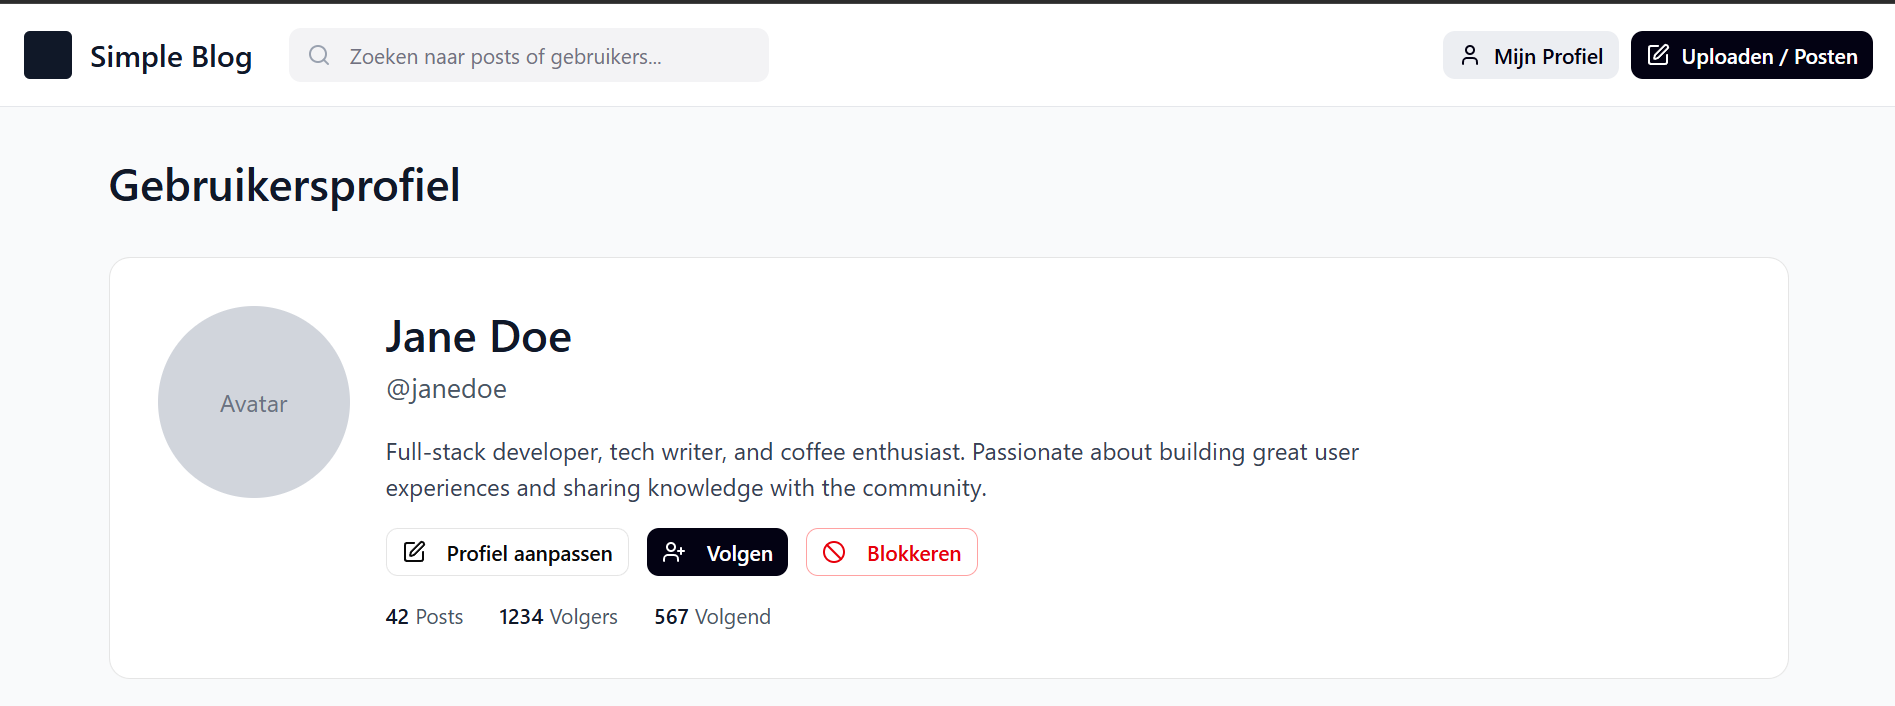 Simple Blog
Zoeken naar posts of gebruikers...
Mijn Profiel
Uploaden / Posten
Gebruikersprofiel
Avatar
Jane Doe
@janedoe
Full-stack developer, tech writer, and coffee enthusiast. Passionate about building great user
experiences and sharing knowledge with the community.
Profiel aanpassen
Volgen
Blokkeren
42 Posts
1234 Volgers
567 Volgend